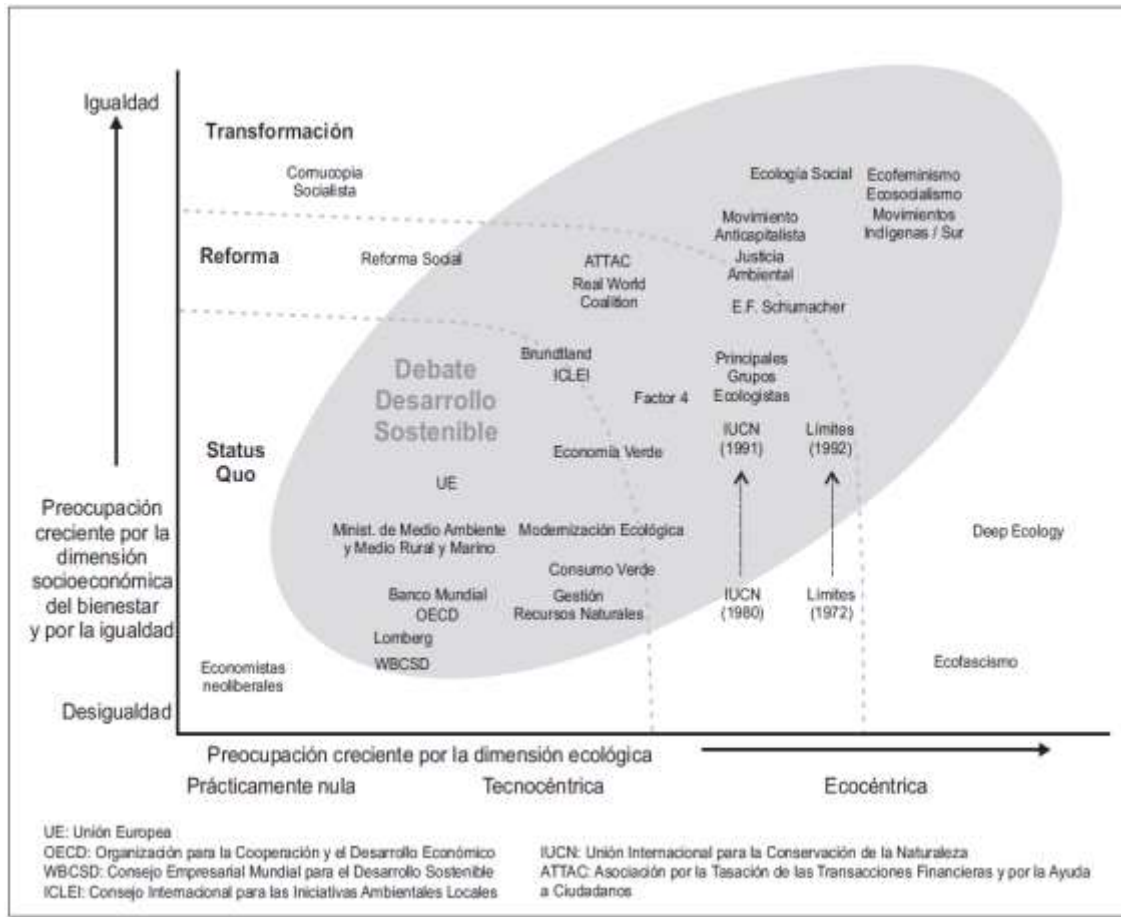 Igualdad
Transformación
Cornucopia
Socialista
Ecología Social
Ecofeminismo
Ecosocialismo
Movimientos
Indígenas / Sur
Movimiento
Anticapitalista
Reforma
Reforma Social
ATTAC
Real World
Coalition
Justicia
Ambiental
E.F. Schumacher
Brundtland
ICLEI
Debate
Desarrollo
Sostenible
Principales
Grupos
Ecologistas
Factor 4
Status
Quo
Economía Verde
IUCN
(1991)
Límites
(1992)
UE
Preocupación
creciente por la
dimensión
socioeconómica
del bienestar
y por la igualdad
Minist. de Medio Ambiente
y Medio Rural y Marino
Modernización Ecológica
Deep Ecology
Consumo Verde
Banco Mundial
OECD
Gestión
Recursos Naturales
IUCN
(1980)
Límites
(1972)
Lomberg
WBCSD
Economistas
neoliberales
Ecofascismo
Desigualdad
Preocupación creciente por la dimensión ecológica
Prácticamente nula
Tecnocéntrica
Ecocéntrica
UE: Unión Europea
OECD: Organización para la Cooperación y el Desarrollo Económico
WBCSD: Consejo Empresarial Mundial para el Desarrollo Sostenible
ICLEI: Consejo Internacional para las Iniciativas Ambientales Locales
IUCN: Unión Internacional para la Conservación de la Naturaleza
ATTAC: Asociación por la Tasación de las Transacciones Financieras y por la Ayuda
a Ciudadanos